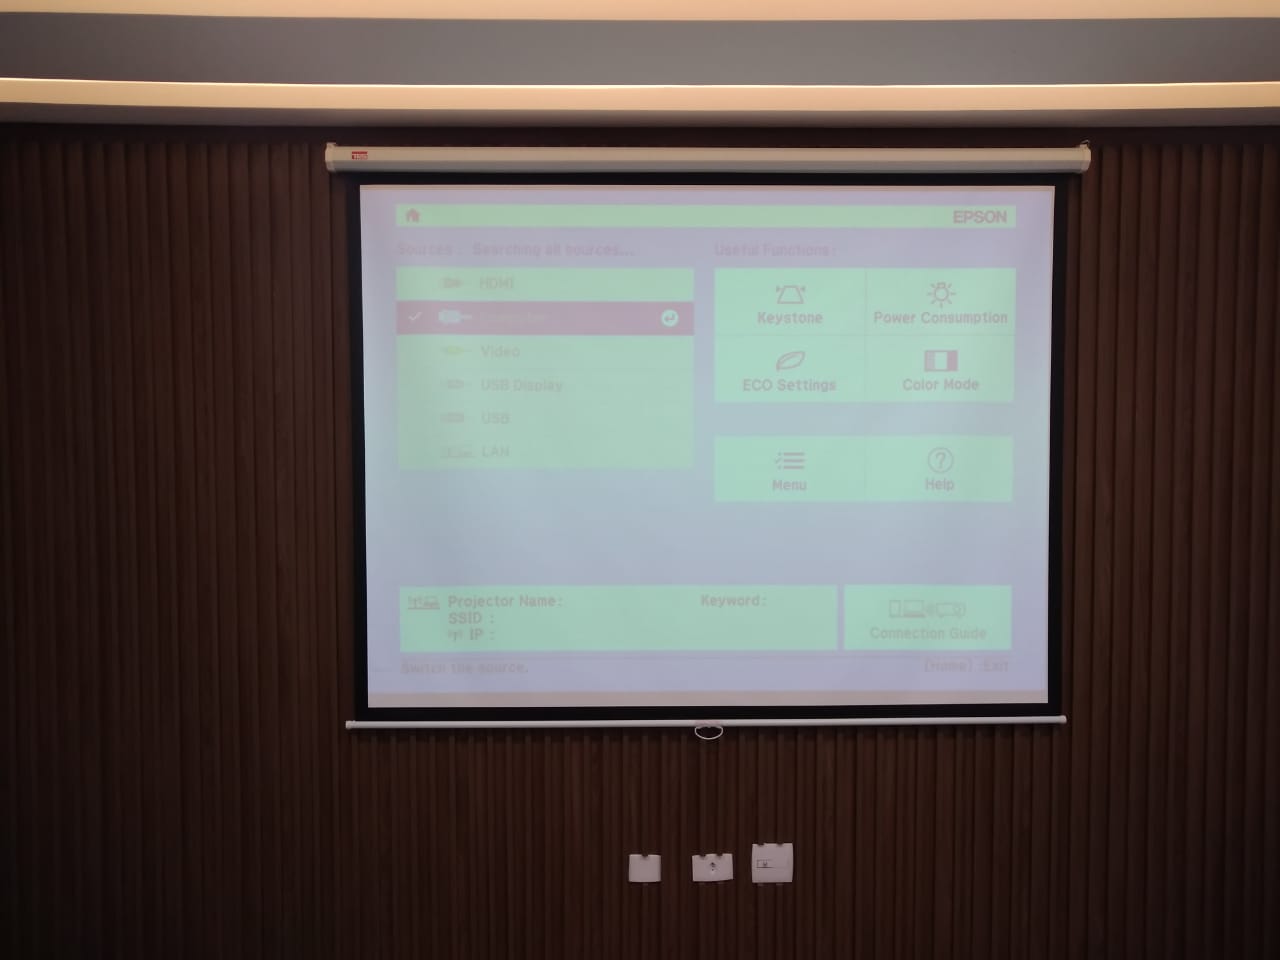 EPSON
Sources : Searching all sources...
Useful Functions :
HDMI
Video
USB Display
USB
LAN
Keystone
Power Consumption
ECO Settings
Color Mode
Menu
Help
Projector Name :
Keyword :
SSID :
IP :
Connection Guide
Switch the source.
[Home] :Exit